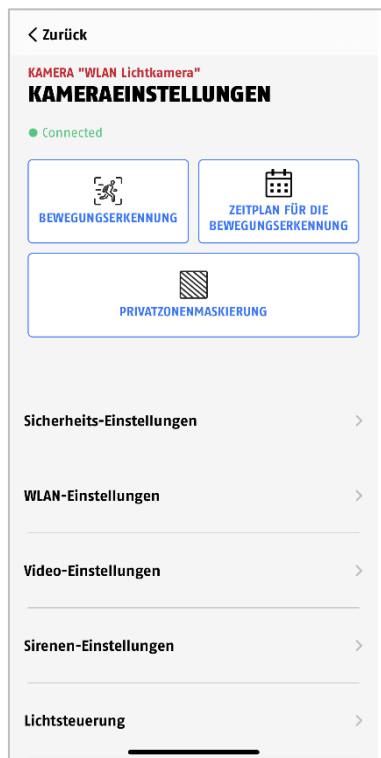 Zurück
KAMERA "WLAN Lichtkamera"
KAMERAEINSTELLUNGEN
Connected
BEWEGUNGSERKENNUNG
ZEITPLAN FÜR DIE
BEWEGUNGSERKENNUNG
PRIVATZONENMASKIERUNG
Sicherheits-Einstellungen
WLAN-Einstellungen
Video-Einstellungen
Sirenen-Einstellungen
Lichtsteuerung